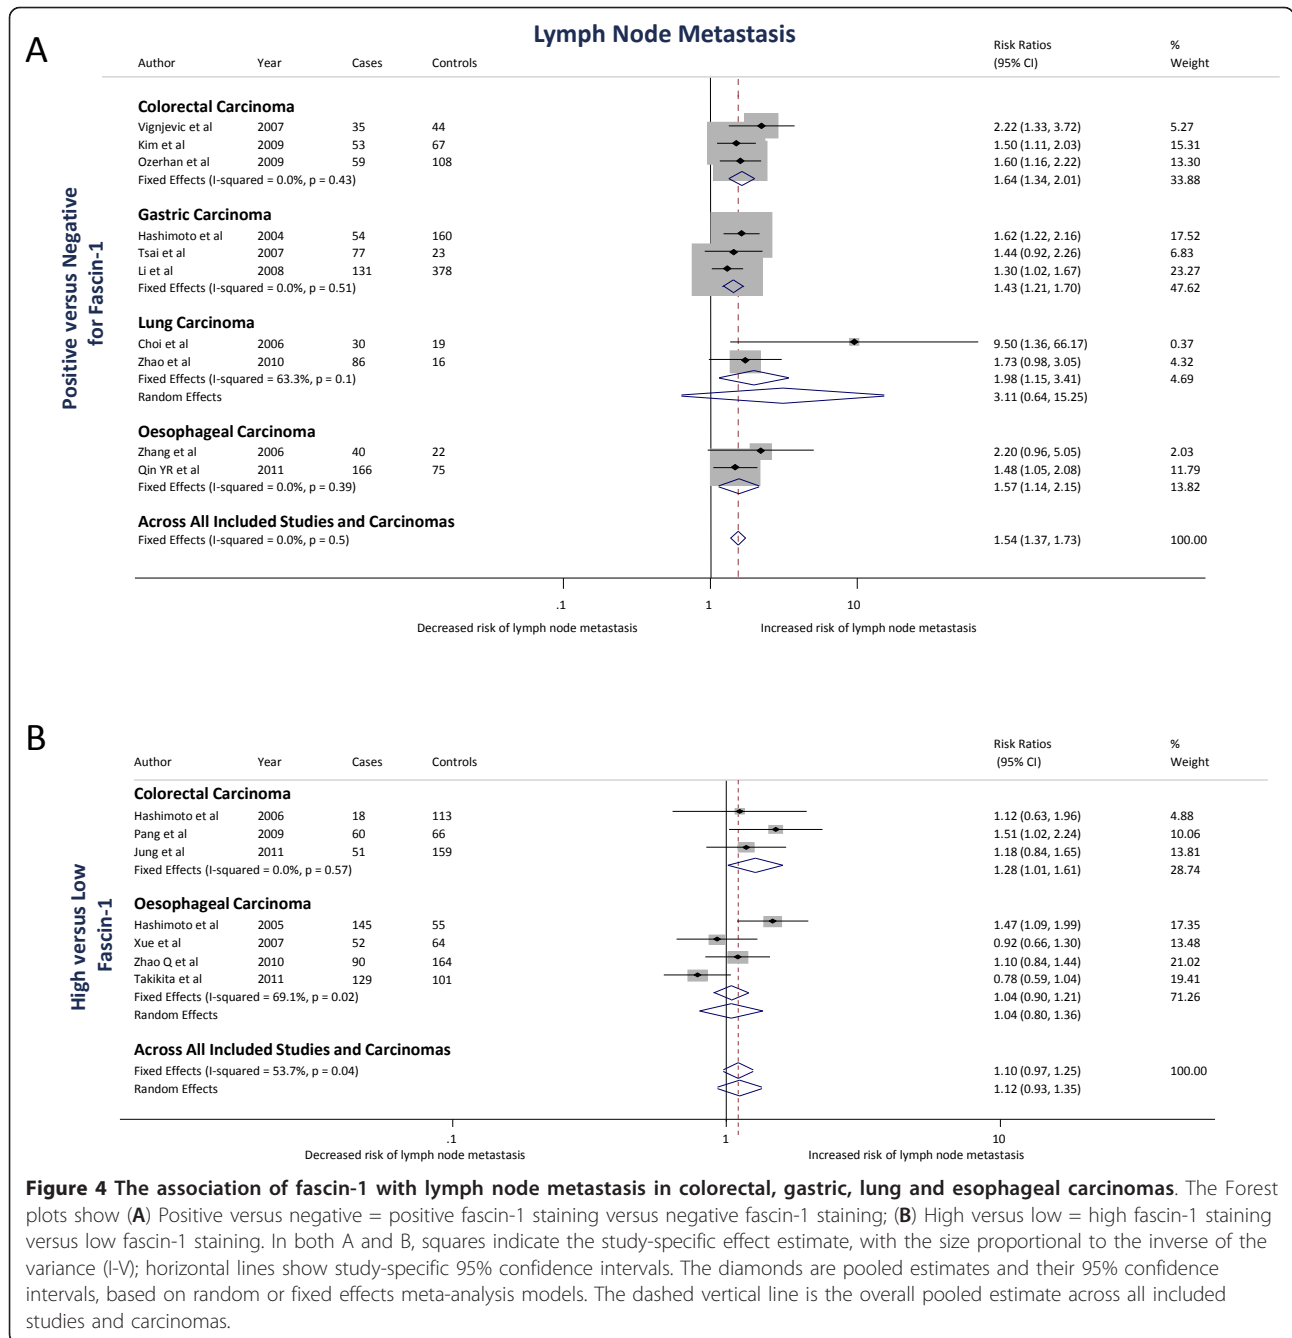 Lymph Node Metastasis
A
Author Year Cases Controls Risk Ratios (95% CI) % Weight
Positive versus Negative for Fascin-1
Colorectal Carcinoma
Vignjevic et al 2007 35 44 2.22 (1.33, 3.72) 5.27
Kim et al 2009 53 67 1.50 (1.11, 2.03) 15.31
Ozerhan et al 2009 59 108 1.60 (1.16, 2.22) 13.30
Fixed Effects (I-squared = 0.0%, p = 0.43) 1.64 (1.34, 2.01) 33.88
Gastric Carcinoma
Hashimoto et al 2004 54 160 1.62 (1.22, 2.16) 17.52
Tsai et al 2007 77 23 1.44 (0.92, 2.26) 6.83
Li et al 2008 131 378 1.30 (1.02, 1.67) 23.27
Fixed Effects (I-squared = 0.0%, p = 0.51) 1.43 (1.21, 1.70) 47.62
Lung Carcinoma
Choi et al 2006 30 19 9.50 (1.36, 66.17) 0.37
Zhao et al 2010 86 16 1.73 (0.98, 3.05) 4.32
Fixed Effects (I-squared = 63.3%, p = 0.1) 1.98 (1.15, 3.41) 4.69
Random Effects 3.11 (0.64, 15.25)
Oesophageal Carcinoma
Zhang et al 2006 40 22 2.20 (0.96, 5.05) 2.03
Qin YR et al 2011 166 75 1.48 (1.05, 2.08) 11.79
Fixed Effects (I-squared = 0.0%, p = 0.39) 1.57 (1.14, 2.15) 13.82
Across All Included Studies and Carcinomas
Fixed Effects (I-squared = 0.0%, p = 0.5) 1.54 (1.37, 1.73) 100.00
.1 1 10
Decreased risk of lymph node metastasis Increased risk of lymph node metastasis
B
Author Year Cases Controls Risk Ratios (95% CI) % Weight
High versus Low Fascin-1
Colorectal Carcinoma
Hashimoto et al 2006 18 113 1.12 (0.63, 1.96) 4.88
Pang et al 2009 60 66 1.51 (1.02, 2.24) 10.06
Jung et al 2011 51 159 1.18 (0.84, 1.65) 13.81
Fixed Effects (I-squared = 0.0%, p = 0.57) 1.28 (1.01, 1.61) 28.74
Oesophageal Carcinoma
Hashimoto et al 2005 145 55 1.47 (1.09, 1.99) 17.35
Xue et al 2007 52 64 0.92 (0.66, 1.30) 13.48
Zhao Q et al 2010 90 164 1.10 (0.84, 1.44) 21.02
Takikita et al 2011 129 101 0.78 (0.59, 1.04) 19.41
Fixed Effects (I-squared = 69.1%, p = 0.02) 1.04 (0.90, 1.21) 71.26
Random Effects 1.04 (0.80, 1.36)
Across All Included Studies and Carcinomas
Fixed Effects (I-squared = 53.7%, p = 0.04) 1.10 (0.97, 1.25) 100.00
Random Effects 1.12 (0.93, 1.35)
.1 1 10
Decreased risk of lymph node metastasis Increased risk of lymph node metastasis
Figure 4 The association of fascin-1 with lymph node metastasis in colorectal, gastric, lung and esophageal carcinomas. The Forest
plots show (A) Positive versus negative = positive fascin-1 staining versus negative fascin-1 staining; (B) High versus low = high fascin-1 staining
versus low fascin-1 staining. In both A and B, squares indicate the study-specific effect estimate, with the size proportional to the inverse of the
variance (I-V); horizontal lines show study-specific 95% confidence intervals. The diamonds are pooled estimates and their 95% confidence
intervals, based on random or fixed effects meta-analysis models. The dashed vertical line is the overall pooled estimate across all included
studies and carcinomas.